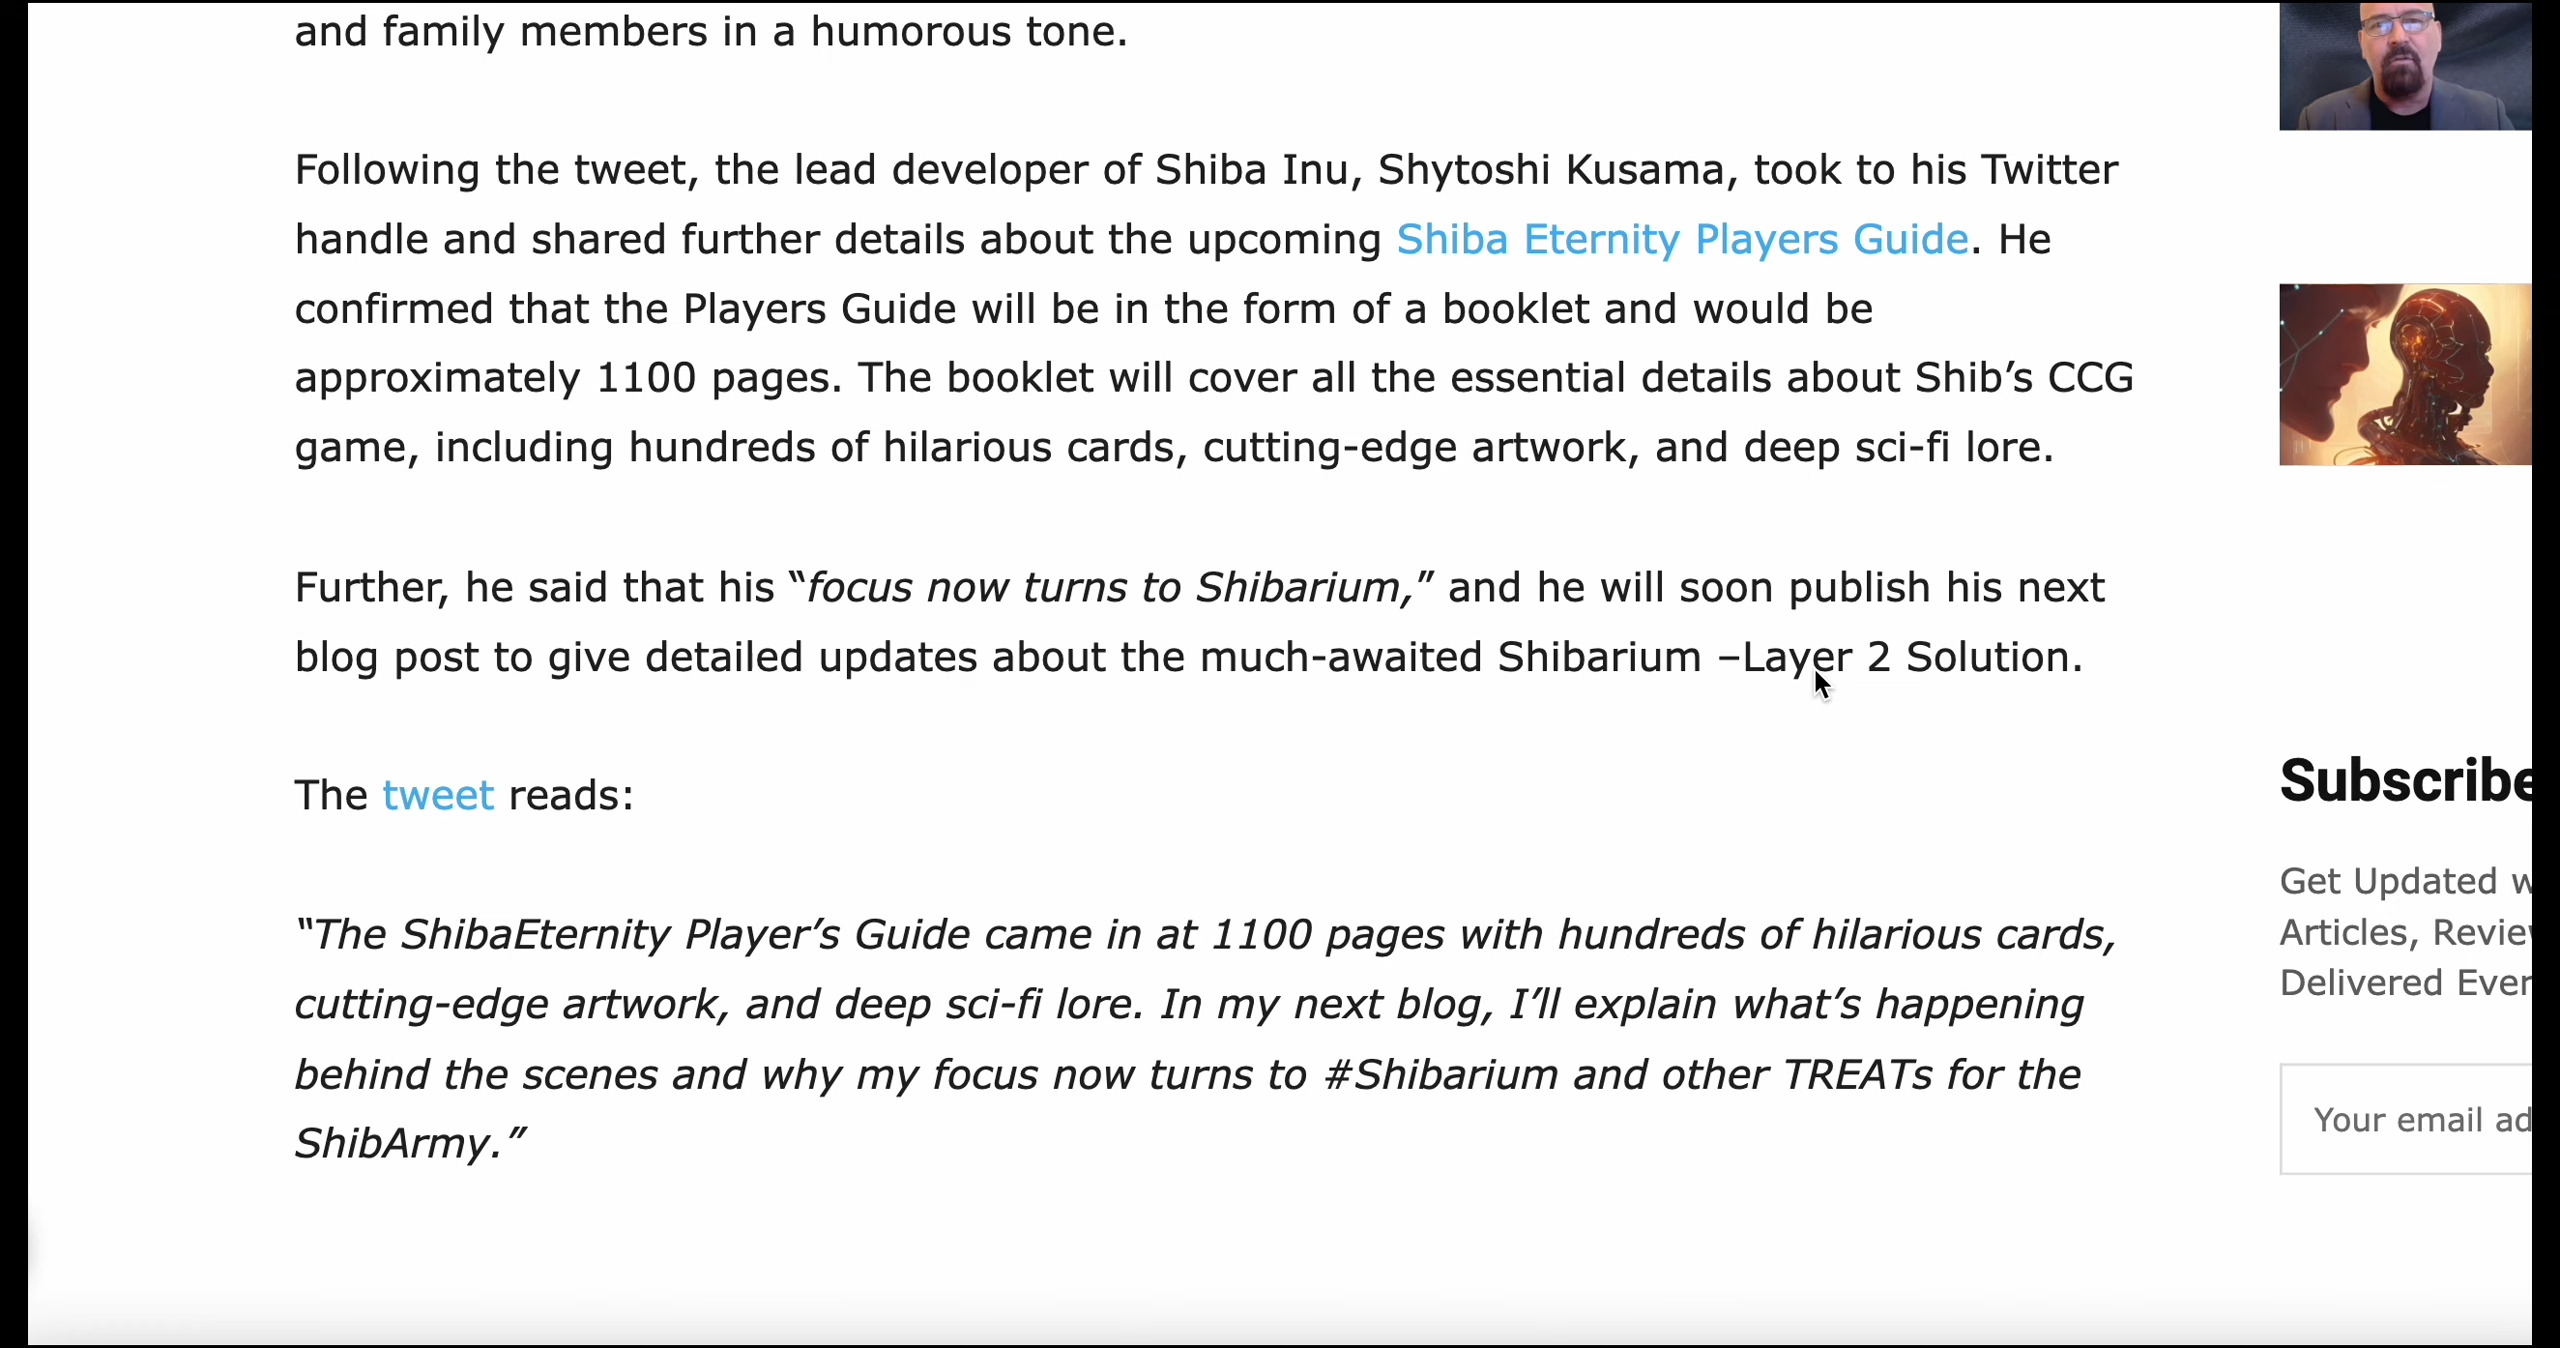 and family members in a humorous tone.
Following the tweet, the lead developer of Shiba Inu, Shytoshi Kusama, took to his Twitter
handle and shared further details about the upcoming Shiba Eternity Players Guide. He
confirmed that the Players Guide will be in the form of a booklet and would be
approximately 1100 pages. The booklet will cover all the essential details about Shib’s CCG
game, including hundreds of hilarious cards, cutting-edge artwork, and deep sci-fi lore.
Further, he said that his “focus now turns to Shibarium,” and he will soon publish his next
blog post to give detailed updates about the much-awaited Shibarium –Layer 2 Solution.
The tweet reads:
“The ShibaEternity Player’s Guide came in at 1100 pages with hundreds of hilarious cards,
cutting-edge artwork, and deep sci-fi lore. In my next blog, I’ll explain what’s happening
behind the scenes and why my focus now turns to #Shibarium and other TREATs for the
ShibArmy.”
Subscribe
Get Updated
Articles,
Delivered
Your email